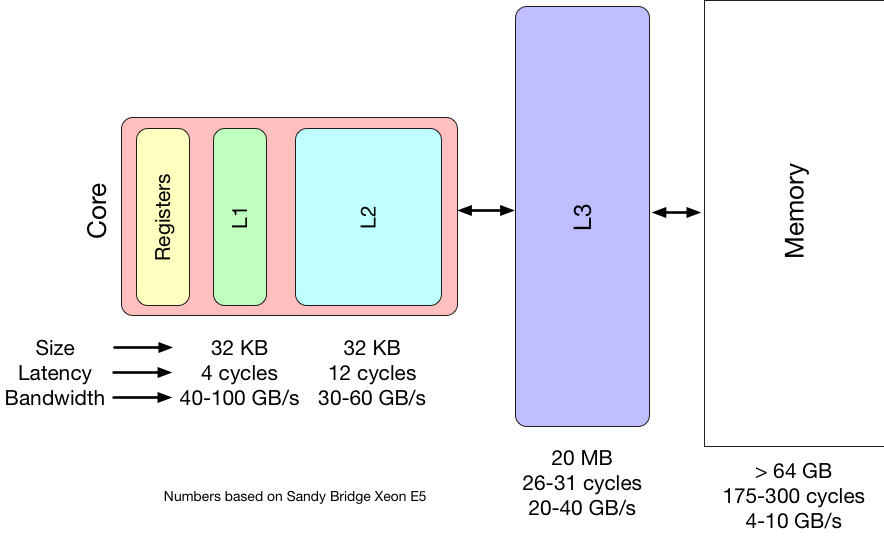 Core
Registers
L1
L2
L3
Memory
Size
32 KB
32 KB
Latency
4 cycles
12 cycles
Bandwidth
40-100 GB/s
30-60 GB/s
20 MB
26-31 cycles
20-40 GB/s
> 64 GB
175-300 cycles
4-10 GB/s
Numbers based on Sandy Bridge Xeon E5